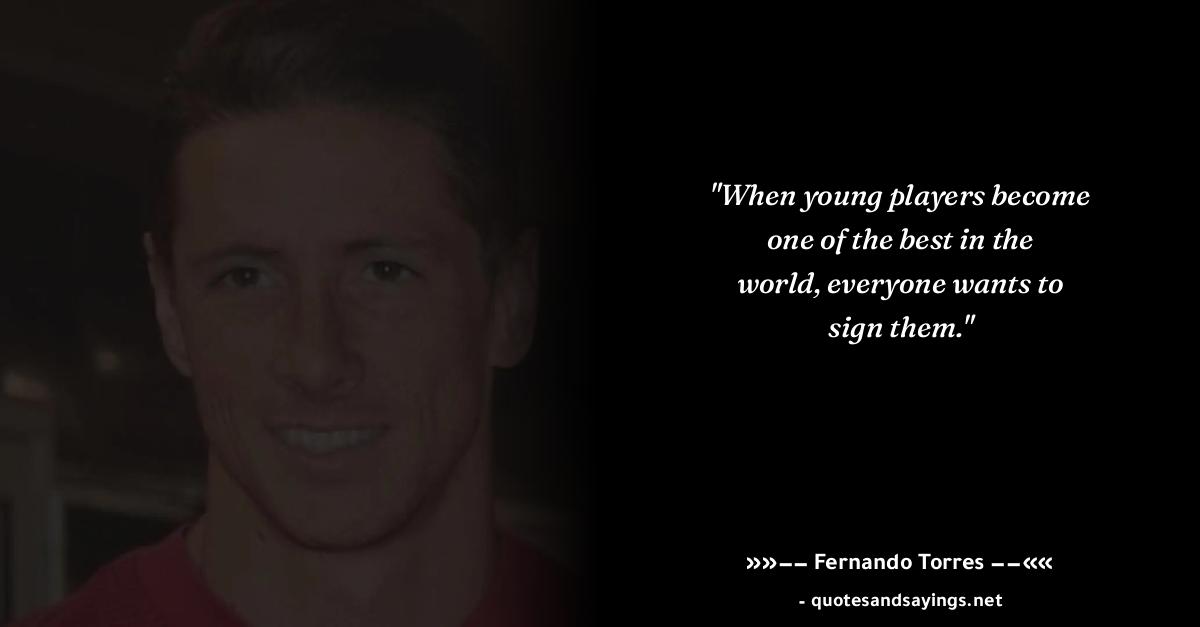 "When young players become
one of the best in the
world, everyone wants to
sign them."
»»-- Fernando Torres --««
- quotesandsayings.net